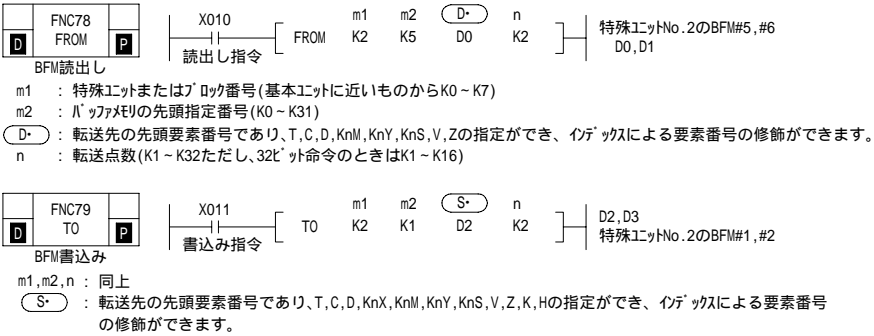 FNC78
D FROM P
BFM読出し
X010
読出し指令
m1 m2 D・ n
FROM K2 K5 D0 K2
特殊ユニットNo.2のBFM#5,#6
D0,D1
m1 : 特殊ユニットまたはブロック番号(基本ユニットに近いものからK0~K7)
m2 : バッファメモリの先頭指定番号(K0~K31)
D・ : 転送先の先頭要素番号であり、T,C,D,KnM,KnY,KnS,V,Zの指定ができ、インデックスによる要素番号の修飾ができます。
n : 転送点数(K1~K32ただし、32ビット命令のときはK1~K16)
FNC79
D TO P
BFM書込み
X011
書込み指令
m1 m2 S・ n
TO K2 K1 D2 K2
D2,D3
特殊ユニットNo.2のBFM#1,#2
m1,m2,n : 同上
S・ : 転送先の先頭要素番号であり、T,C,D,KnX,KnM,KnY,KnS,V,Z,K,Hの指定ができ、インデックスによる要素番号
の修飾ができます。